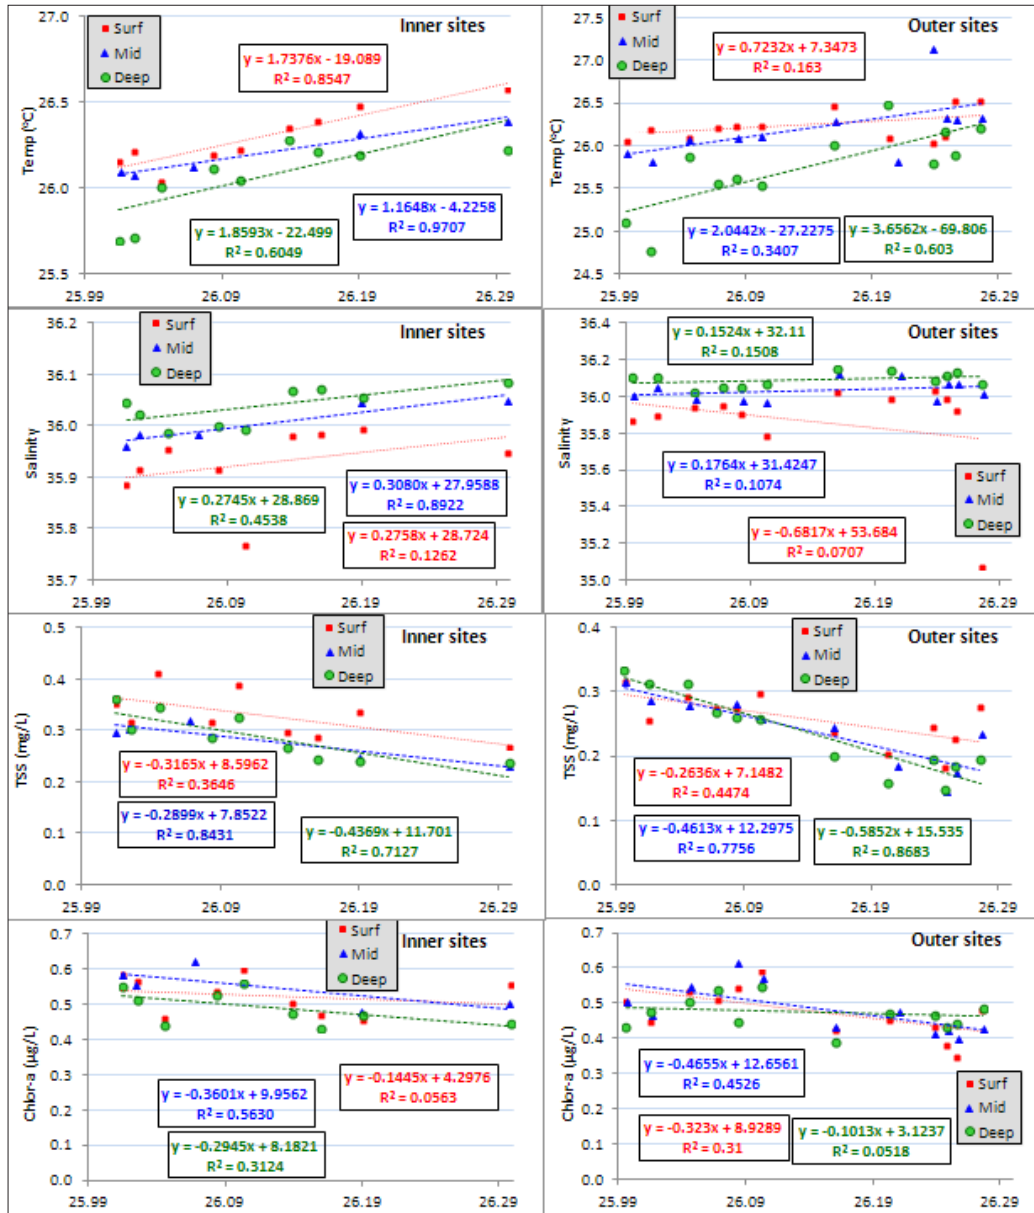 Inner sites
Surf
Mid
Deep
y = 1.7376x - 19.089
R² = 0.8547
y = 1.8593x - 22.499
R² = 0.6049
y = 1.1648x - 4.2258
R² = 0.9707
Temp (ºC)
27.0
26.5
26.0
25.5
25.99
26.09
26.19
26.29
Outer sites
Surf
Mid
Deep
y = 0.7232x + 7.3473
R² = 0.163
y = 2.0442x - 27.2275
R² = 0.3407
y = 3.6562x - 69.806
R² = 0.603
Temp (ºC)
27.5
27.0
26.5
26.0
25.5
25.0
24.5
25.99
26.09
26.19
26.29
Inner sites
Surf
Mid
Deep
y = 0.2745x + 28.869
R² = 0.4538
y = 0.3080x + 27.9588
R² = 0.8922
y = 0.2758x + 28.724
R² = 0.1262
Salinity
36.2
36.1
36.0
35.9
35.8
35.7
25.99
26.09
26.19
26.29
Outer sites
y = 0.1524x + 32.11
R² = 0.1508
y = 0.1764x + 31.4247
R² = 0.1074
y = -0.6817x + 53.684
R² = 0.0707
Surf
Mid
Deep
Salinity
36.4
36.2
36.0
35.8
35.6
35.4
35.2
35.0
25.99
26.09
26.19
26.29
Inner sites
Surf
Mid
Deep
y = -0.3165x + 8.5962
R² = 0.3646
y = -0.2899x + 7.8522
R² = 0.8431
y = -0.4369x + 11.701
R² = 0.7127
TSS (mg/L)
0.5
0.4
0.3
0.2
0.1
0.0
25.99
26.09
26.19
26.29
Outer sites
Surf
Mid
Deep
y = -0.2636x + 7.1482
R² = 0.4474
y = -0.4613x + 12.2975
R² = 0.7756
y = -0.5852x + 15.535
R² = 0.8683
TSS (mg/L)
0.4
0.3
0.2
0.1
0.0
25.99
26.09
26.19
26.29
Inner sites
Surf
Mid
Deep
y = -0.1445x + 4.2976
R² = 0.0563
y = -0.3601x + 9.9562
R² = 0.5630
y = -0.2945x + 8.1821
R² = 0.3124
Chlor-a (µg/L)
0.7
0.6
0.5
0.4
0.3
0.2
0.1
0.0
25.99
26.09
26.19
26.29
Outer sites
y = -0.4655x + 12.6561
R² = 0.4526
y = -0.323x + 8.9289
R² = 0.31
y = -0.1013x + 3.1237
R² = 0.0518
Surf
Mid
Deep
Chlor-a (µg/L)
0.7
0.6
0.5
0.4
0.3
0.2
0.1
0.0
25.99
26.09
26.19
26.29